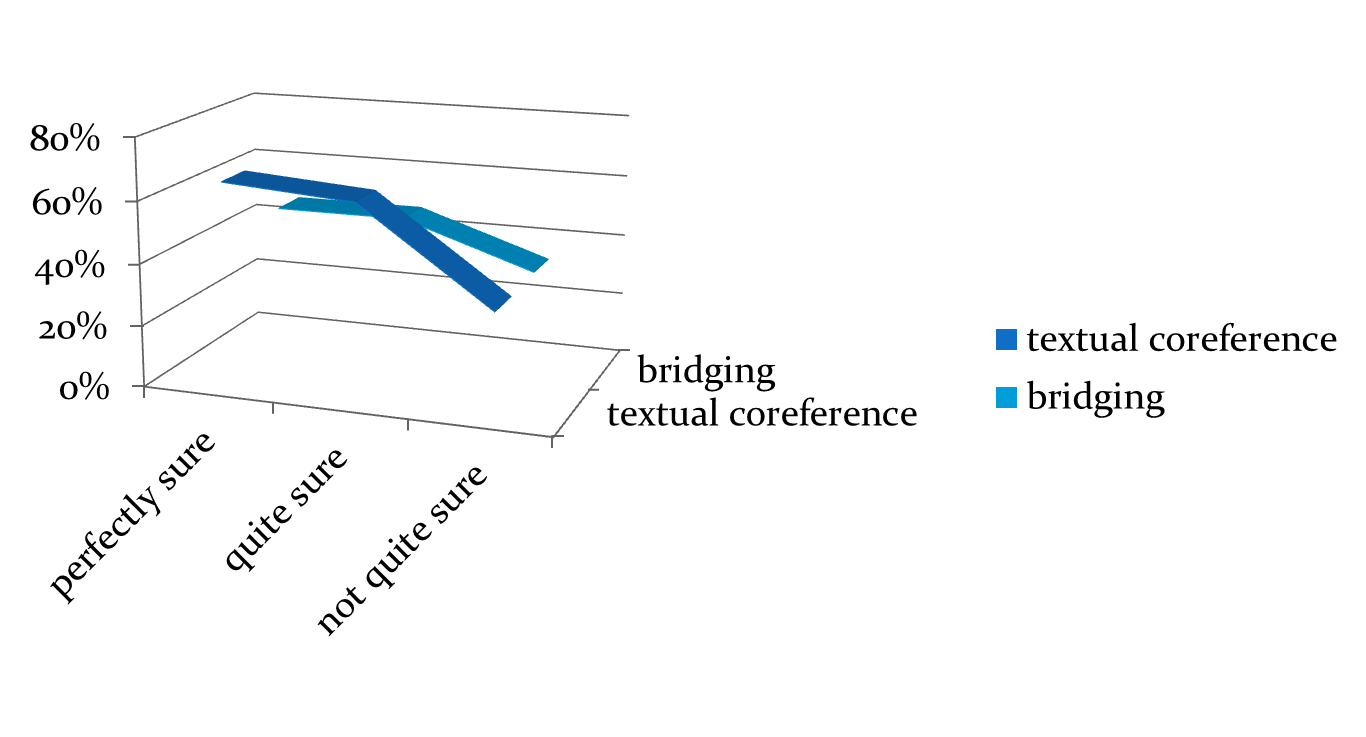 80%
60%
40%
20%
0%
bridging
textual coreference
perfectly sure
quite sure
not quite sure
textual coreference
bridging